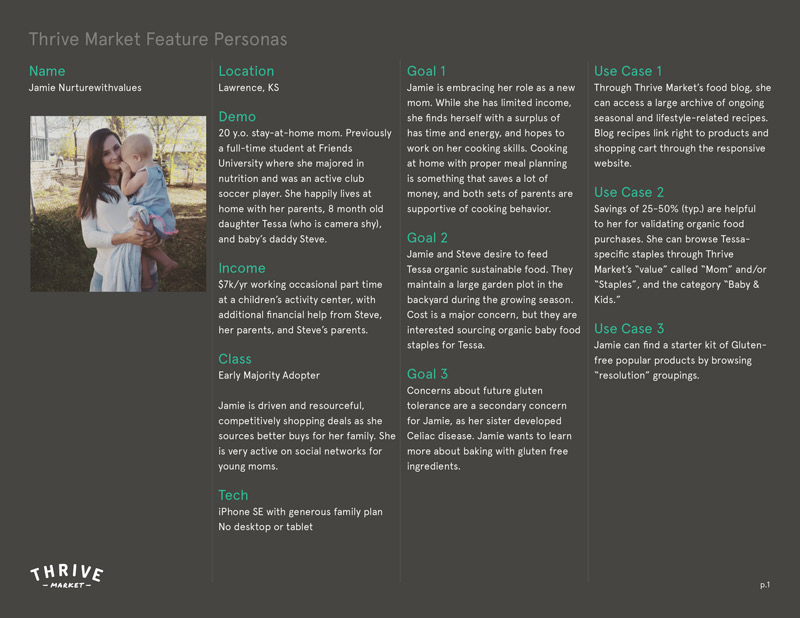 Thrive Market Feature Personas
Name
Jamie Nurturewithvalues
Location
Lawrence, KS
Demo
20 y.o. stay-at-home mom. Previously
a full-time student at Friends
University where she majored in
nutrition and was an active club
soccer player. She happily lives at
home with her parents, 8 month old
daughter Tessa (who is camera shy),
and baby's daddy Steve.
Income
$7k/yr working occasional part time
at a children's activity center, with
additional financial help from Steve,
her parents, and Steve's parents.
Class
Early Majority Adopter
Jamie is driven and resourceful,
competitively shopping deals as she
sources better buys for her family. She
is very active on social networks for
young moms.
Tech
iPhone SE with generous family plan
No desktop or tablet
Goal 1
Jamie is embracing her role as a new
mom. While she has limited income,
she finds herself with a surplus of
has time and energy, and hopes to
work on her cooking skills. Cooking
at home with proper meal planning
is something that saves a lot of
money, and both sets of parents are
supportive of cooking behavior.
Goal 2
Jamie and Steve desire to feed
Tessa organic sustainable food. They
maintain a large garden plot in the
backyard during the growing season.
Cost is a major concern, but they are
interested sourcing organic baby food
staples for Tessa.
Goal 3
Concerns about future gluten
tolerance are a secondary concern
for Jamie, as her sister developed
Celiac disease. Jamie wants to learn
more about baking with gluten free
ingredients.
Use Case 1
Through Thrive Market's food blog, she
can access a large archive of ongoing
seasonal and lifestyle-related recipes.
Blog recipes link right to products and
shopping cart through the responsive
website.
Use Case 2
Savings of 25-50% (typ.) are helpful
to her for validating organic food
purchases. She can browse Tessa-
specific staples through Thrive
Market's "value" called "Mom" and/or
"Staples", and the category "Baby &
Kids."
Use Case 3
Jamie can find a starter kit of Gluten-
free popular products by browsing
"resolution" groupings.
THRIVE
MARKET
p.1